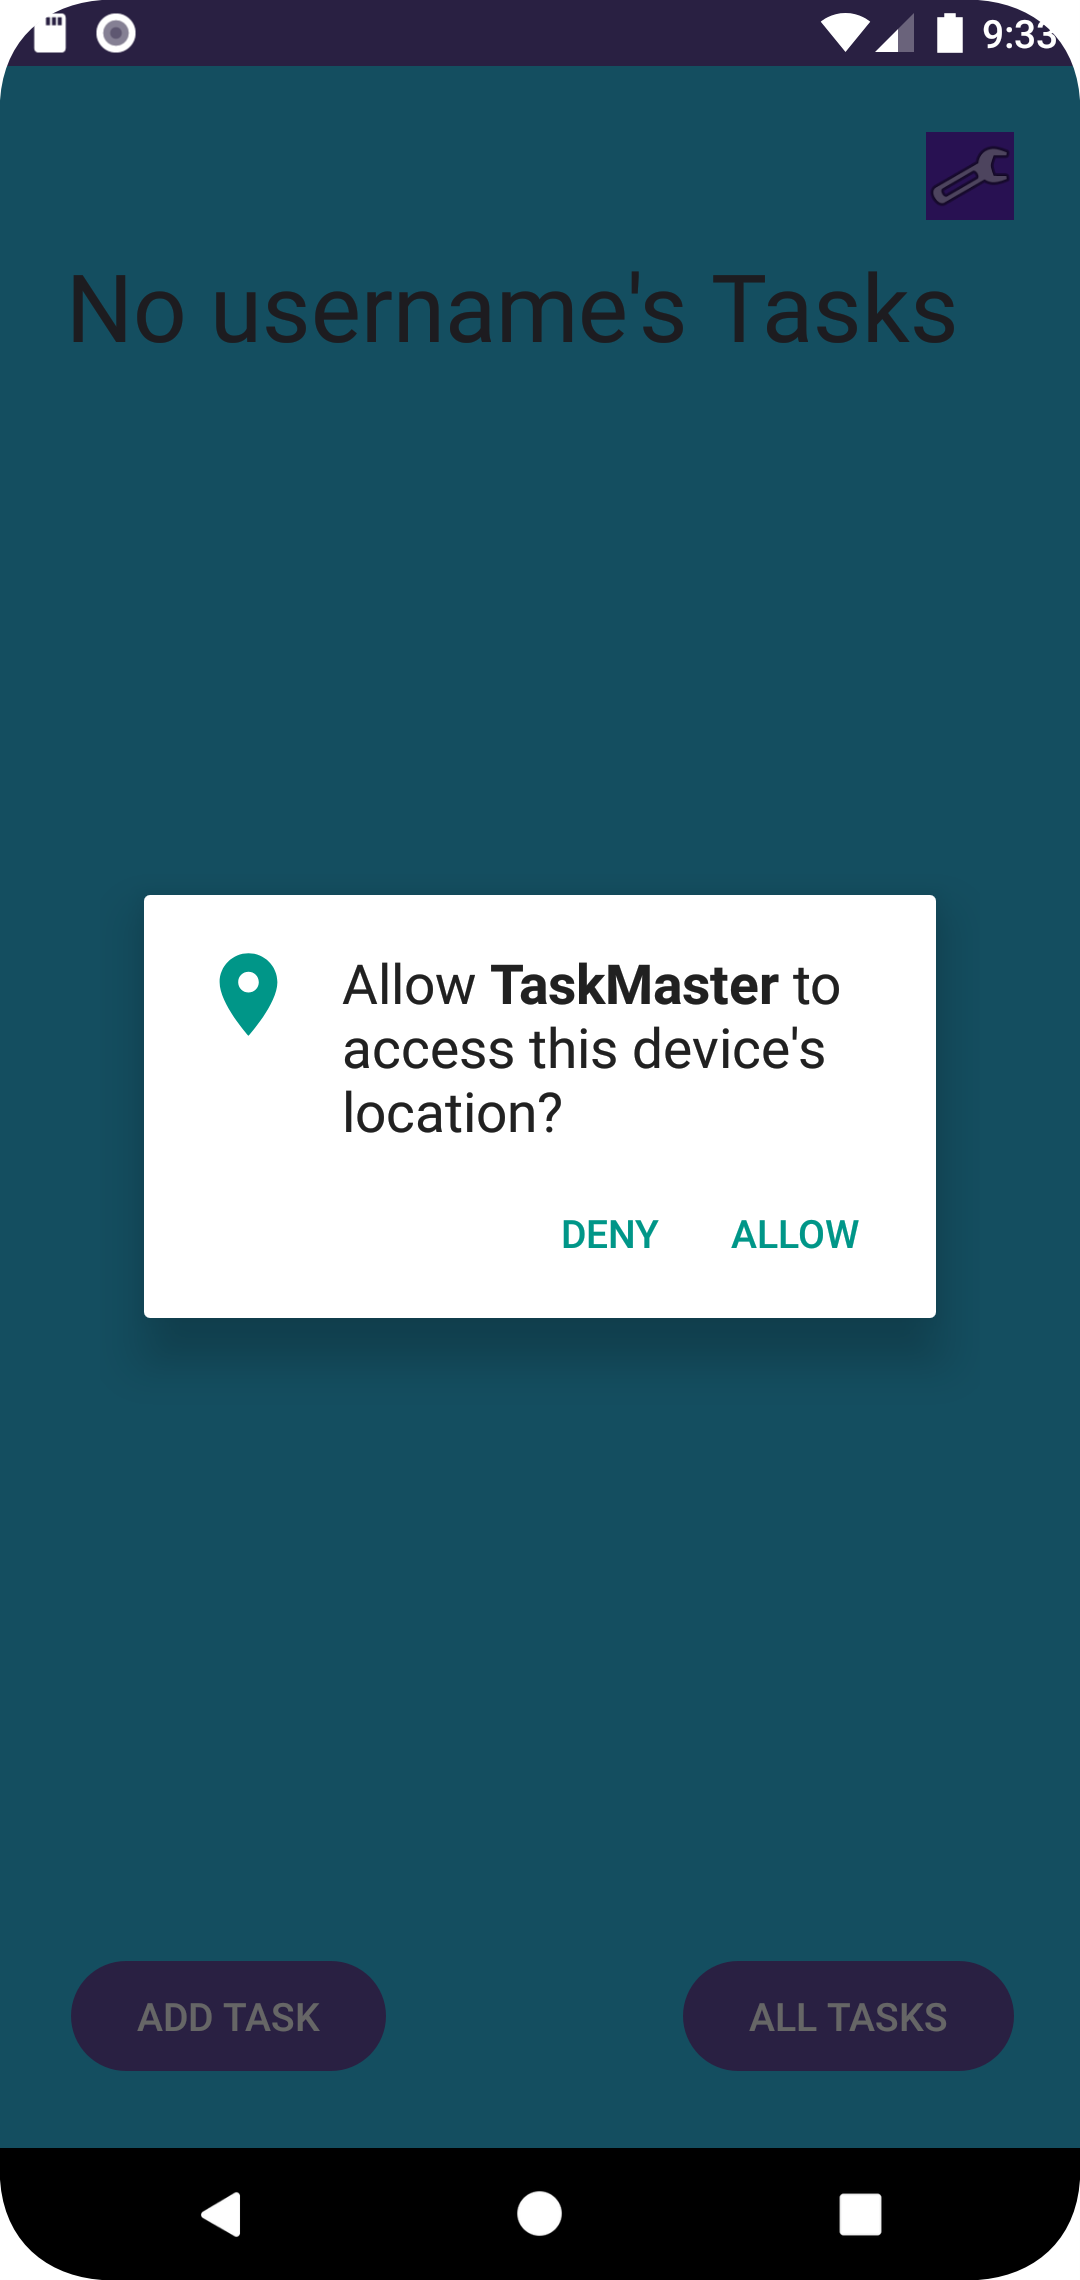 9:33
No username's Tasks
Allow TaskMaster to
access this device's
location?
DENY ALLOW
ADD TASK ALL TASKS